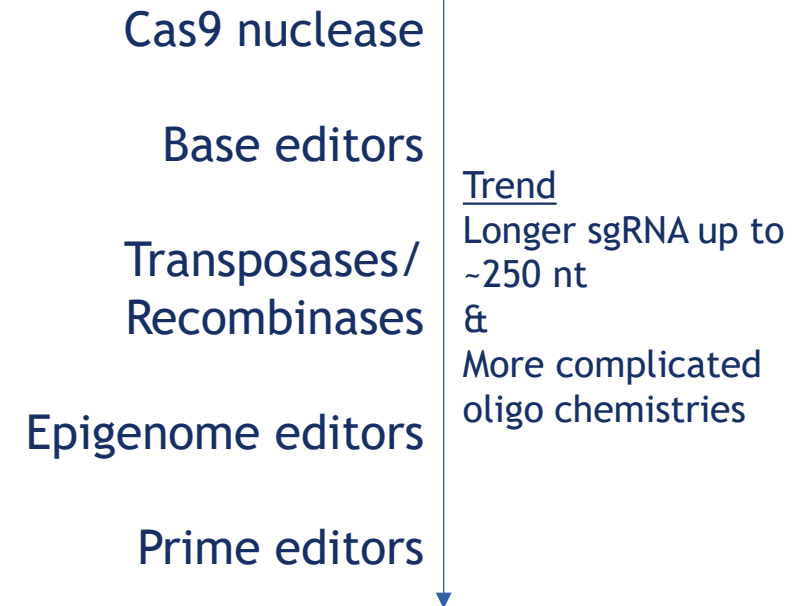 Cas9 nuclease
Base editors
Transposases/
Recombinases
Epigenome editors
Prime editors
Trend
Longer sgRNA up to
~250 nt
&
More complicated
oligo chemistries